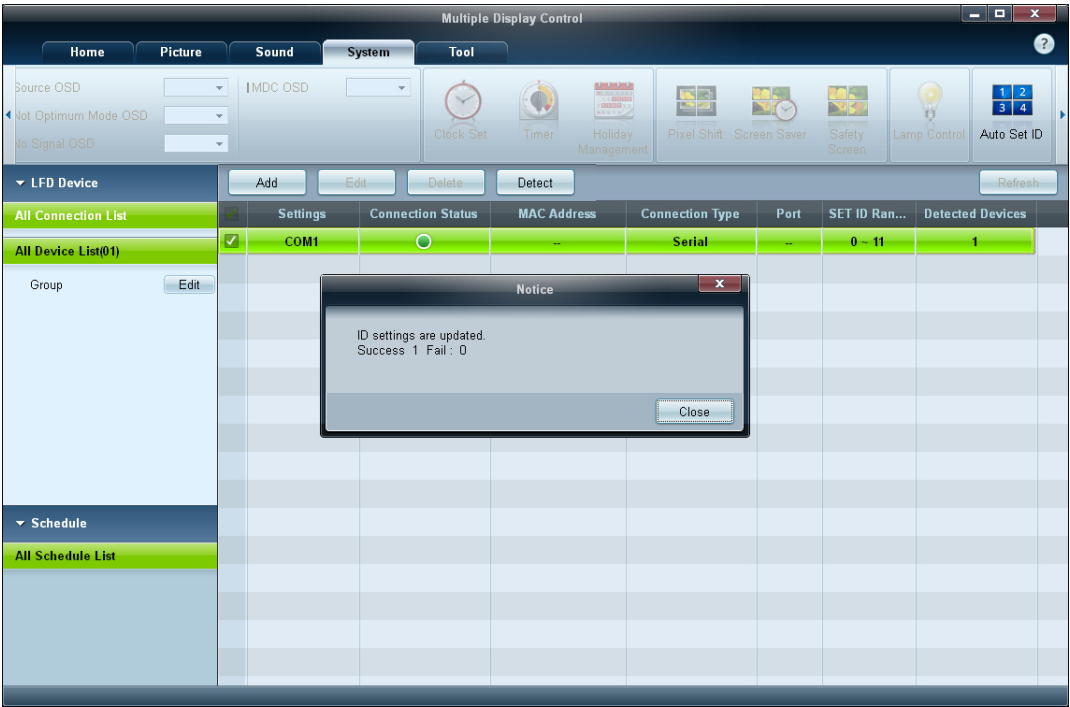 Multiple Display Control
Home Picture Sound System Tool
?
Source OSD
Not Optimum Mode OSD
No Signal OSD
MDC OSD
Clock Set
Timer
Holiday
Management
Pixel Shift
Screen Saver
Safety
Screen
Lamp Control
1 2
3 4
Auto Set ID
LFD Device
Add Edit Delete Detect Refresh
All Connection List
Settings Connection Status MAC Address Connection Type Port SET ID Ran... Detected Devices
COM1 -- Serial -- 0 ~ 11 1
All Device List(01)
Group Edit
Notice
ID settings are updated.
Success 1 Fail : 0
Close
Schedule
All Schedule List